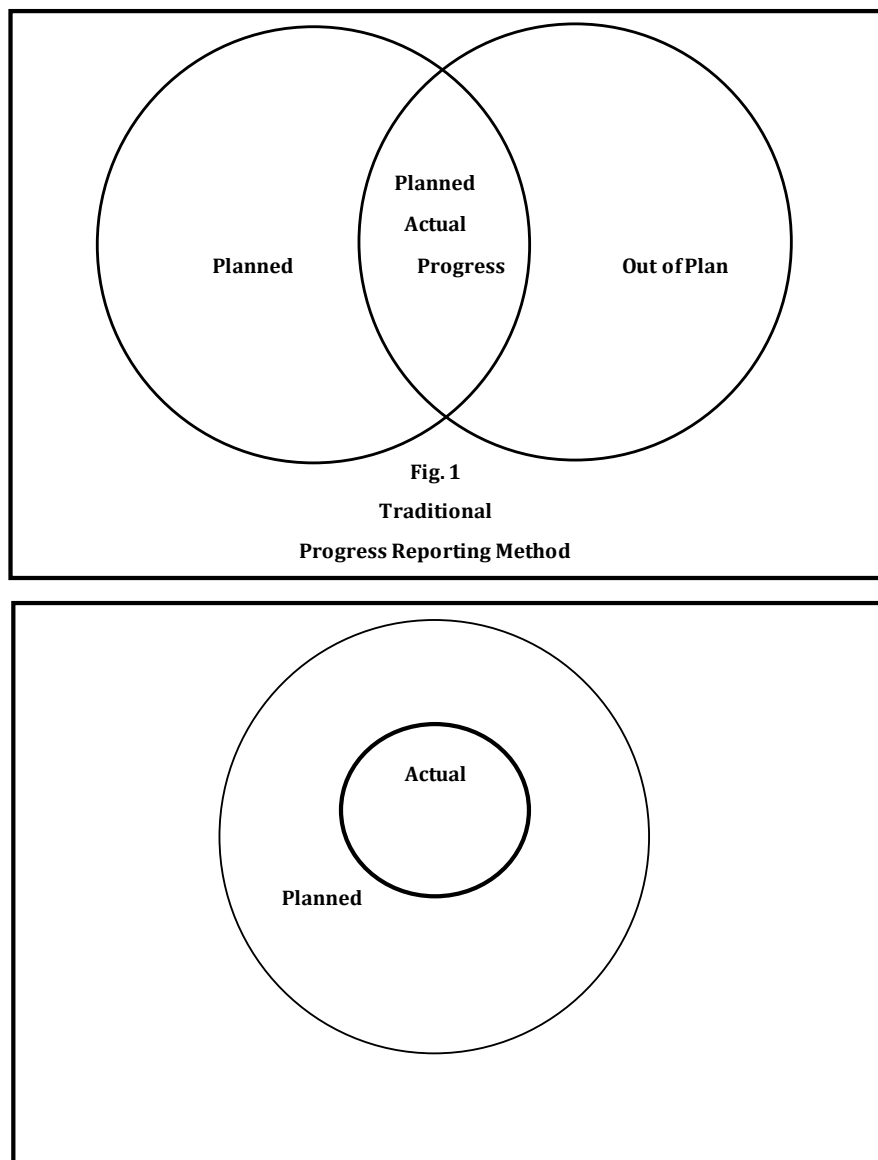 Planned
Actual
Planned Progress Out of Plan
Fig. 1
Traditional
Progress Reporting Method
Actual
Planned